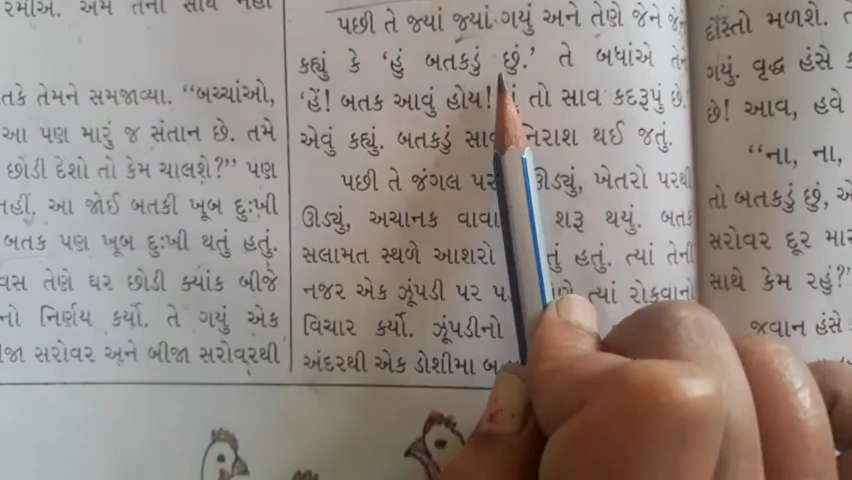 રમીએ. અમે તેની સાથે નહીં
તકે તેમને સમજાવ્યા. “બચ્ચાંઓ,
આ પણ મારું જ સંતાન છે. તમે
છોડી દેશો તો કેમ ચાલશે?” પણ
નહીં. આ જોઈ બતકી ખૂબ દુઃખી
બતક પણ ખૂબ દુઃખી થતું હતું.
વસ તેણે ઘર છોડી ક્યાંક બીજે
નો નિર્ણય કર્યો. તે ગયું એક
જા સરોવર અને બીજા સરોવરથી
પછી તે જ્યાં જ્યાં ગયું અને તેણે જેને
કહ્યું કે ‘હું બતકડું છું.’ તે બધાંએ તેને
‘હેં! બતક આવું હોય! તો સાવ કદરૂપું છે.
એવું કહ્યું. બતકડું સાવ નિરાશ થઈ જતું.
પછી તે જંગલ ઊડ્યું, ખેતરો પરથી
ઊડ્યું, અચાનક શરૂ થયું. બતક
સલામત સ્થળે આશરો હતું. ત્યાં તેની
નજર એક ઝૂંપડી પર ત્યાં રોકાવાનો
વિચાર કર્યો. ઝૂંપડીનો
અંદરથી એક ડોશીમા
દોસ્તો મળશે.
ગયું. વૃદ્ધ હંસે
છે! આવ, હવે
“ના, ના,
તો બતકડું છું,
સરોવર દૂર
સાથે કેમ રહું?”
જવાન હંસે